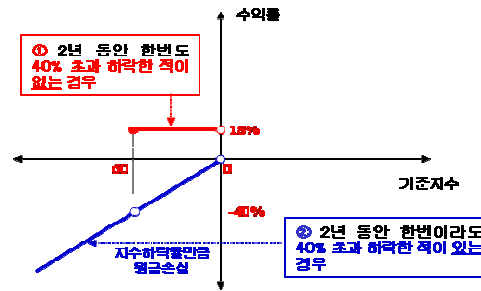 수익률
① 2년 동안 한번도
40% 초과 하락한 적이
없는 경우
기준지수
-40%
② 2년 동안 한번이라도
40% 초과 하락한 적이 있는
경우
지수하락률만큼
원금손실